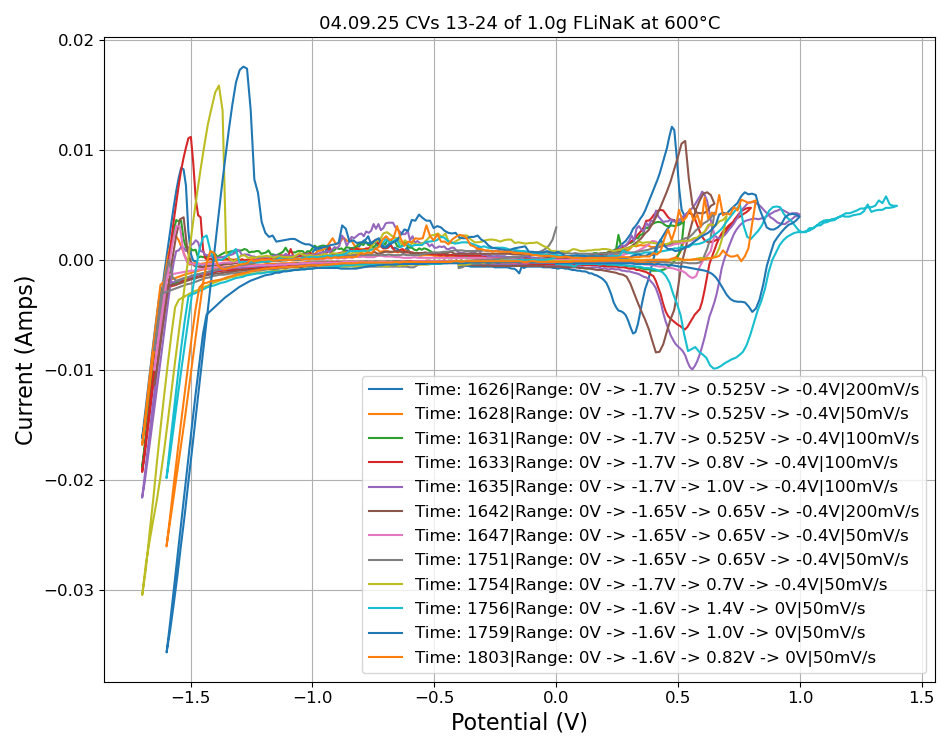 04.09.25 CVs 13-24 of 1.0g FLiNaK at 600°C
0.02
0.01
0.00
−0.01
−0.02
−0.03
Current (Amps)
Time: 1626|Range: 0V -> -1.7V -> 0.525V -> -0.4V|200mV/s
Time: 1628|Range: 0V -> -1.7V -> 0.525V -> -0.4V|50mV/s
Time: 1631|Range: 0V -> -1.7V -> 0.525V -> -0.4V|100mV/s
Time: 1633|Range: 0V -> -1.7V -> 0.8V -> -0.4V|100mV/s
Time: 1635|Range: 0V -> -1.7V -> 1.0V -> -0.4V|100mV/s
Time: 1642|Range: 0V -> -1.65V -> 0.65V -> -0.4V|200mV/s
Time: 1647|Range: 0V -> -1.65V -> 0.65V -> -0.4V|50mV/s
Time: 1751|Range: 0V -> -1.65V -> 0.65V -> -0.4V|50mV/s
Time: 1754|Range: 0V -> -1.7V -> 0.7V -> -0.4V|50mV/s
Time: 1756|Range: 0V -> -1.6V -> 1.4V -> 0V|50mV/s
Time: 1759|Range: 0V -> -1.6V -> 1.0V -> 0V|50mV/s
Time: 1803|Range: 0V -> -1.6V -> 0.82V -> 0V|50mV/s
−1.5 −1.0 −0.5 0.0 0.5 1.0 1.5
Potential (V)